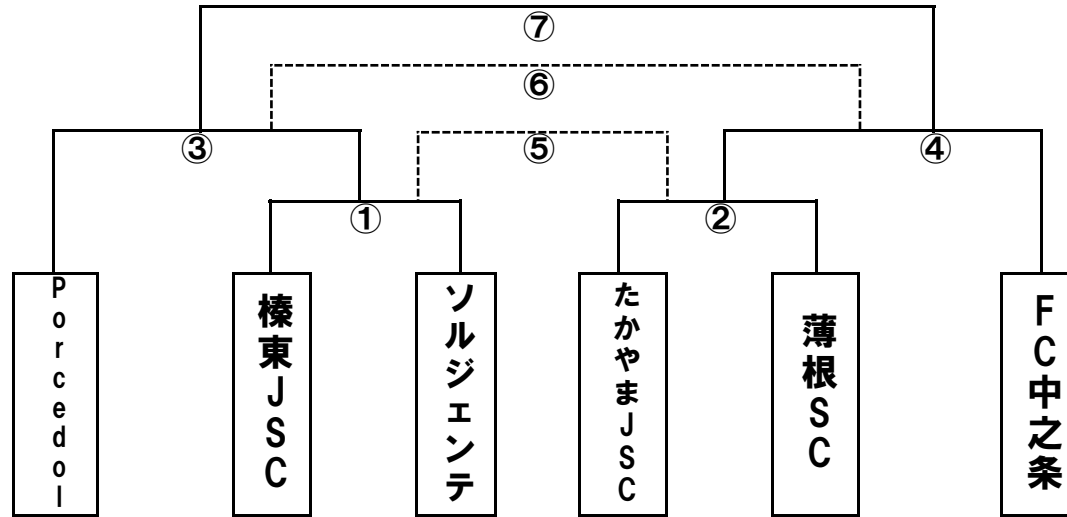 ⑦
⑥
③
⑤
④
①
②
Porcedol
榛東JSC
ソルジェンテ
たかやまJSC
薄根SC
FC中之条